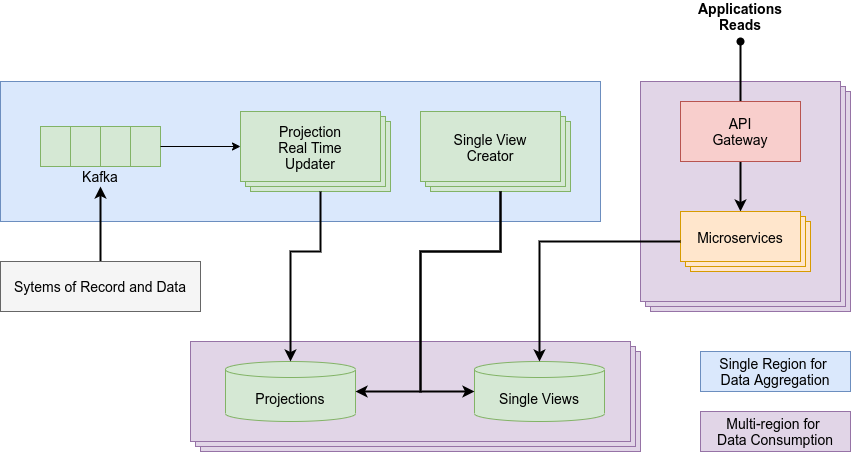 Applications
Reads
Projection
Real Time
Updater
Single View
Creator
API
Gateway
Kafka
Microservices
Sytems of Record and Data
Projections
Single Views
Single Region for
Data Aggregation
Multi-region for
Data Consumption